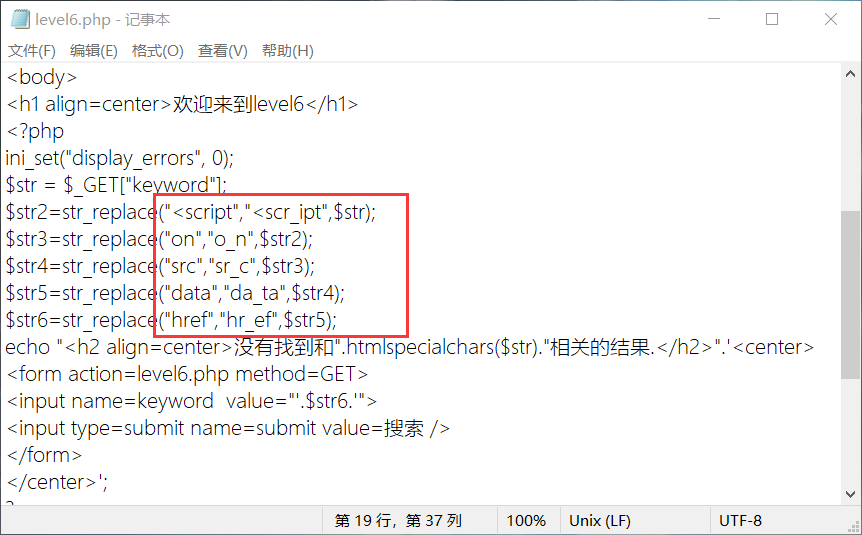 level6.php - 记事本
文件(F) 编辑(E) 格式(O) 查看(V) 帮助(H)
<body>
<h1 align=center>欢迎来到level6</h1>
<?php
ini_set("display_errors", 0);
$str = $_GET["keyword"];
$str2=str_replace("<script","<scr_ipt",$str);
$str3=str_replace("on","o_n",$str2);
$str4=str_replace("src","sr_c",$str3);
$str5=str_replace("data","da_ta",$str4);
$str6=str_replace("href","hr_ef",$str5);
echo "<h2 align=center>没有找到和".htmlspecialchars($str)."相关的结果.</h2>".'<center>
<form action=level6.php method=GET>
<input name=keyword  value="'.$str6.'">
<input type=submit name=submit value=搜索 />
</form>
</center>';
第 19 行，第 37 列 100% Unix (LF) UTF-8